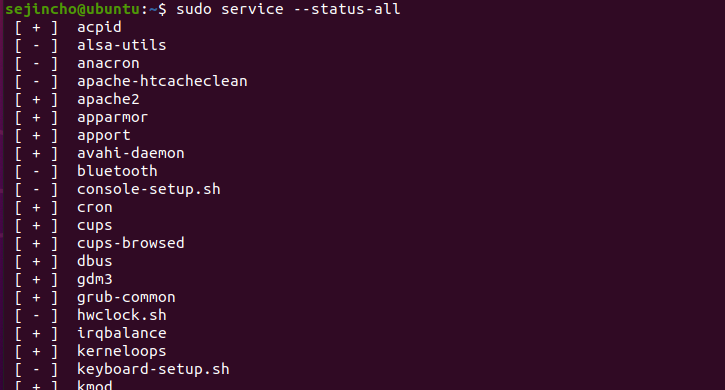 sejincho@ubuntu:~$ sudo service --status-all
[ + ]  acpid
[ - ]  alsa-utils
[ - ]  anacron
[ - ]  apache-htcacheclean
[ + ]  apache2
[ + ]  apparmor
[ + ]  apport
[ + ]  avahi-daemon
[ - ]  bluetooth
[ - ]  console-setup.sh
[ + ]  cron
[ + ]  cups
[ + ]  cups-browsed
[ + ]  dbus
[ + ]  gdm3
[ + ]  grub-common
[ - ]  hwclock.sh
[ + ]  irqbalance
[ + ]  kerneloops
[ - ]  keyboard-setup.sh
[ + ]  kmod